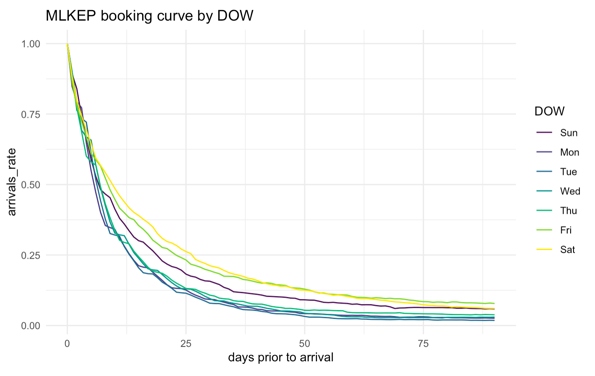 MLKEP booking curve by DOW
1.00
0.75
0.50
0.25
0.00
arrivals_rate
0
25
50
75
days prior to arrival
DOW
Sun
Mon
Tue
Wed
Thu
Fri
Sat